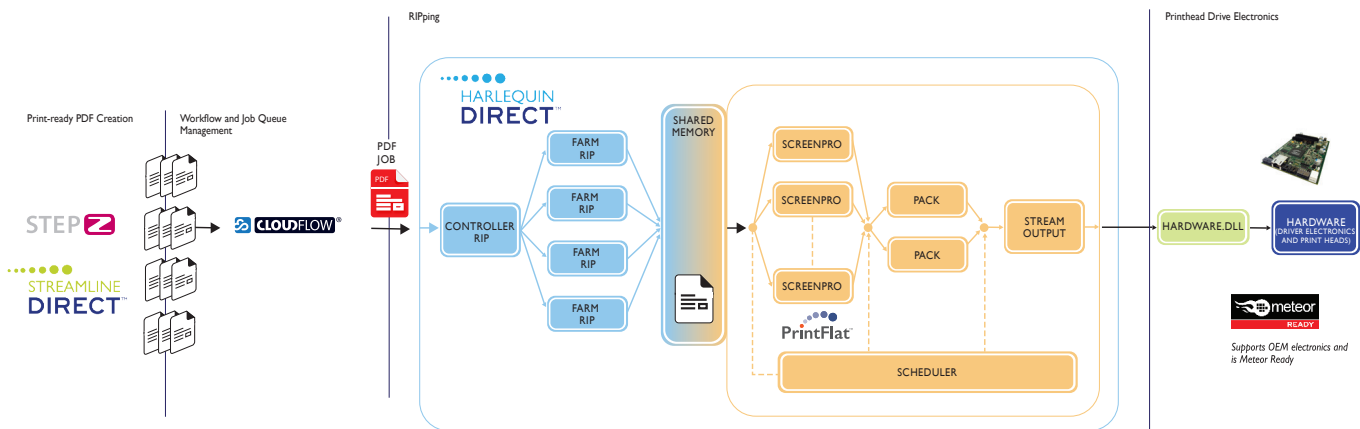 RIPping
Printhead Drive Electronics
Print-ready PDF Creation
Workflow and Job Queue
Management
STEP Z
STREAMLINE
DIRECT™
CLOUDFLOW®
PDF
JOB
PDF
HARLEQUIN
DIRECT™
CONTROLLER
RIP
FARM
RIP
FARM
RIP
FARM
RIP
FARM
RIP
SHARED
MEMORY
SCREENPRO
SCREENPRO
SCREENPRO
PrintFlat™
PACK
PACK
STREAM
OUTPUT
SCHEDULER
HARDWARE.DLL
HARDWARE
(DRIVER ELECTRONICS
AND PRINT HEADS)
meteor
READY
Supports OEM electronics and
is Meteor Ready